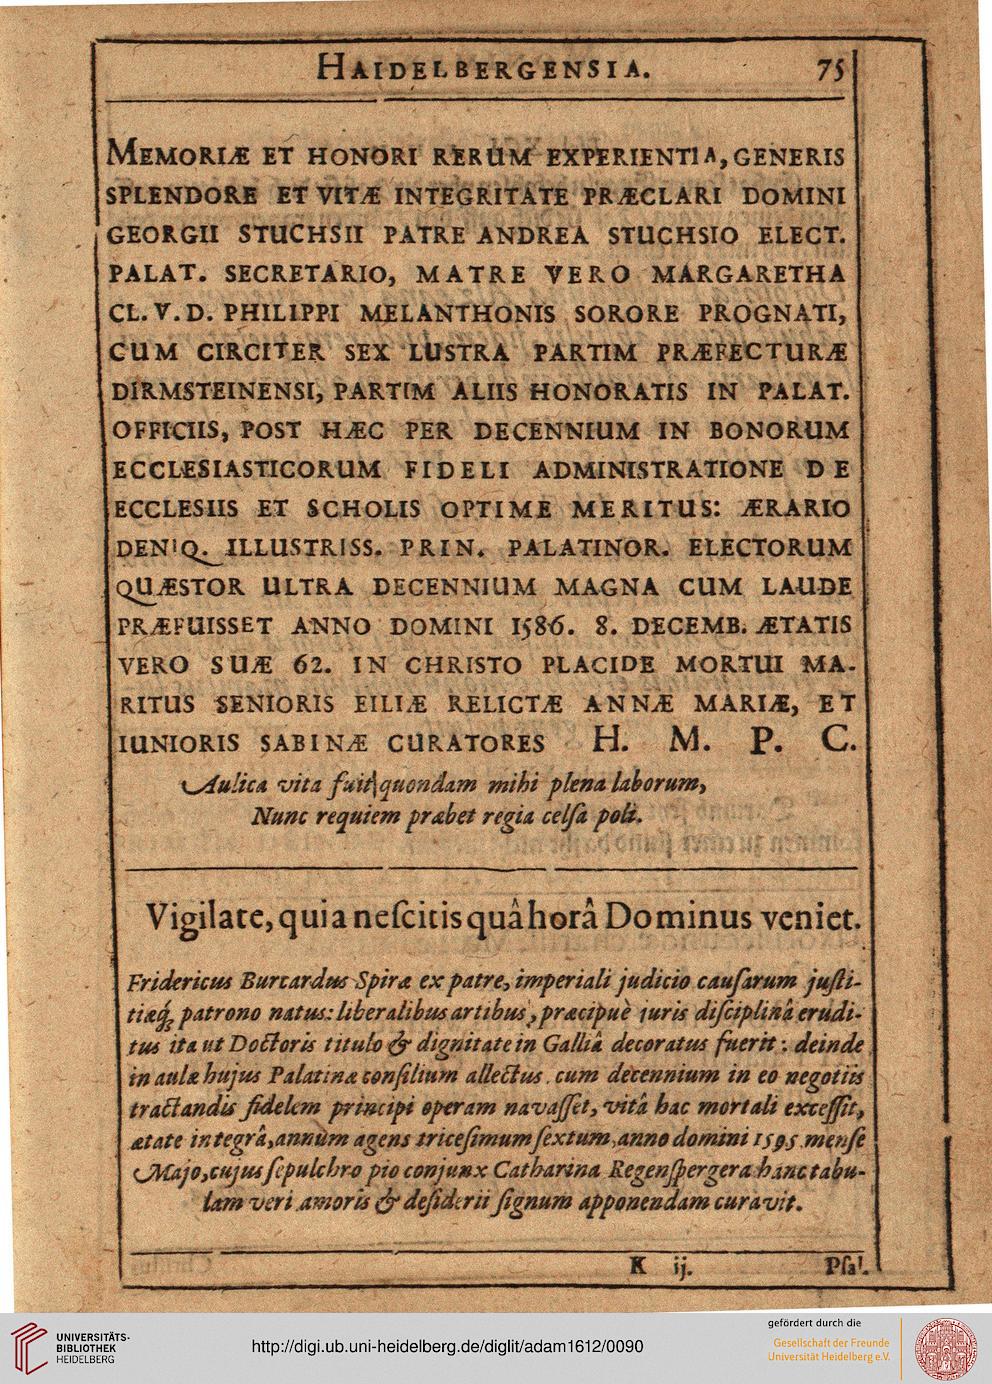 HAIDELBERGENSIA. 75
MEMORIÆ ET HONORI RERUM EXPERIENTIA, GENERIS
SPLENDORE ET VITÆ INTEGRITATE PRÆCLARI DOMINI
GEORGII STUCHSII PATRE ANDREA STUCHSIO ELECT.
PALAT. SECRETARIO, MATRE VERO MARGARETHA
CL. V. D. PHILIPPI MELANTHONIS SORORE PROGNATI,
CUM CIRCITER SEX LUSTRA PARTIM PRÆFECTURÆ
DIRMSTEINENSI, PARTIM ALIIS HONORATIS IN PALAT.
OFFICIIS, POST HÆC PER DECENNIUM IN BONORUM
ECCLESIASTICORUM FIDELI ADMINISTRATIONE DE
ECCLESIIS ET SCHOLIS OPTIME MERITUS: ÆRARIO
DENIQ. ILLUSTRISS. PRIN. PALATINOR. ELECTORUM
QUÆSTOR ULTRA DECENNIUM MAGNA CUM LAUDE
PRÆFUISSET ANNO DOMINI 1586. 8. DECEMB. ÆTATIS
VERO SUÆ 62. IN CHRISTO PLACIDE MORTUI MA-
RITUS SENIORIS EILIÆ RELICTÆ ANNÆ MARIÆ, ET
IUNIORIS SABINÆ CURATORES H. M. P. C.
Aulica vita fuit quondam mihi plena laborum,
Nunc requiem præbet regia celſa poli.
Vigilate, quia neſcitis quâ horâ Dominus veniet.
Fridericus Burcardus Spiræ ex patre, imperiali judicio cauſarum juſti-
tiæq́; patrono natus: liberalibus artibus, præcipuè juris diſciplinâ erudi-
tus ita ut Doctoris titulo & dignitate in Galliâ decoratus fuerit: deinde
in aulæ hujus Palatinæ conſilium allectus. cum decennium in eo negotiis
tractandis fidelem principi operam navaſſet, vitâ hac mortali exceſſit,
ætate integrâ, annum agens triceſimum ſextum, anno domini 1595. menſe
Majo, cujus ſepulchro pio conjunx Catharina Regenſpergera hanc tabu-
lam veri amoris & deſiderii ſignum apponendam curavit.
K ij. Pſal.
UNIVERSITÄTS-
BIBLIOTHEK
HEIDELBERG
http://digi.ub.uni-heidelberg.de/diglit/adam1612/0090
gefördert durch die
Gesellschaft der Freunde
Universität Heidelberg e.V.